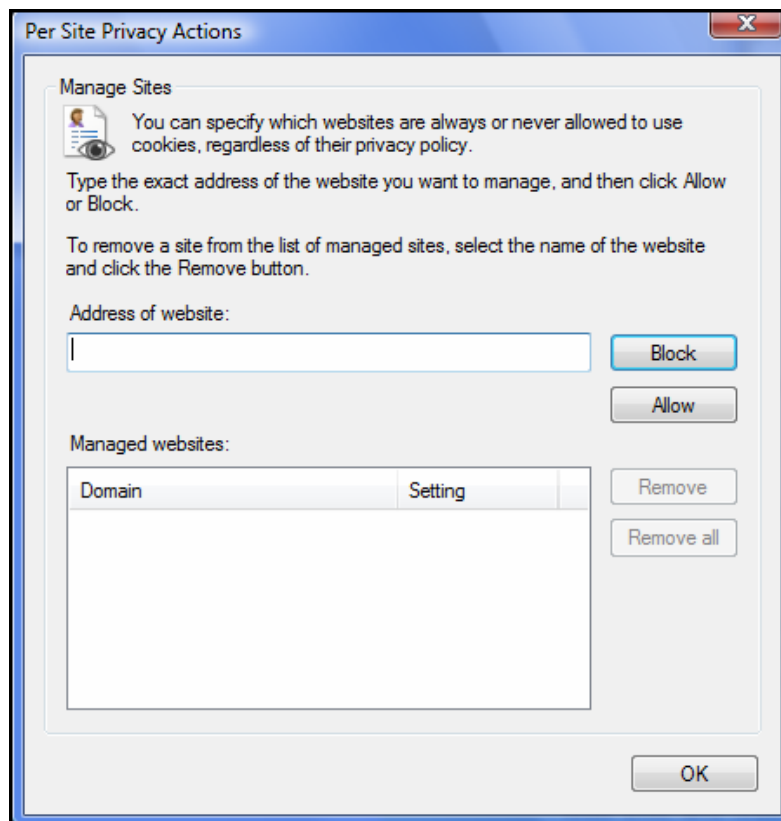 Per Site Privacy Actions
Manage Sites
You can specify which websites are always or never allowed to use
cookies, regardless of their privacy policy.
Type the exact address of the website you want to manage, and then click Allow
or Block.
To remove a site from the list of managed sites, select the name of the website
and click the Remove button.
Address of website:
Block
Allow
Managed websites:
Domain Setting
Remove
Remove all
OK